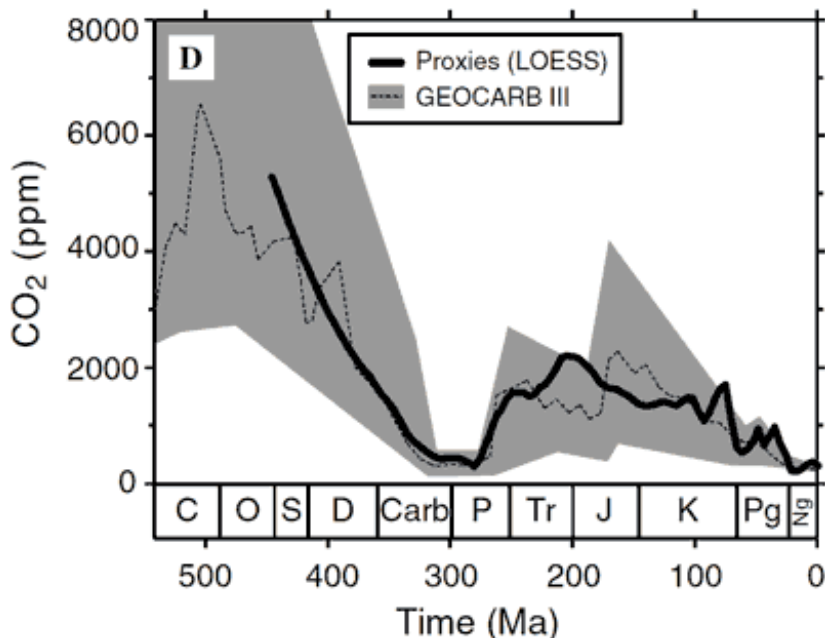 8000
D
Proxies (LOESS)
GEOCARB III
6000
CO₂ (ppm)
4000
2000
0
C O S D Carb P Tr J K Pg Ng
500 400 300 200 100 0
Time (Ma)